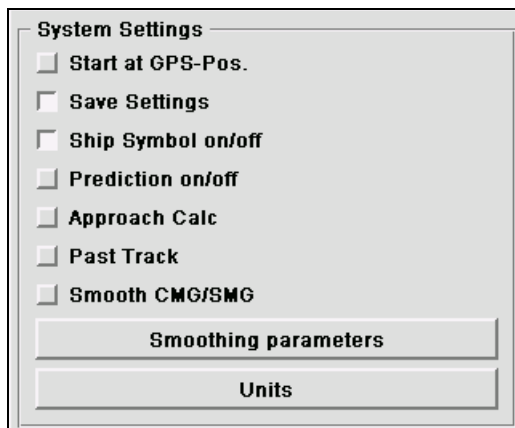 System Settings
Start at GPS-Pos.
Save Settings
Ship Symbol on/off
Prediction on/off
Approach Calc
Past Track
Smooth CMG/SMG
Smoothing parameters
Units